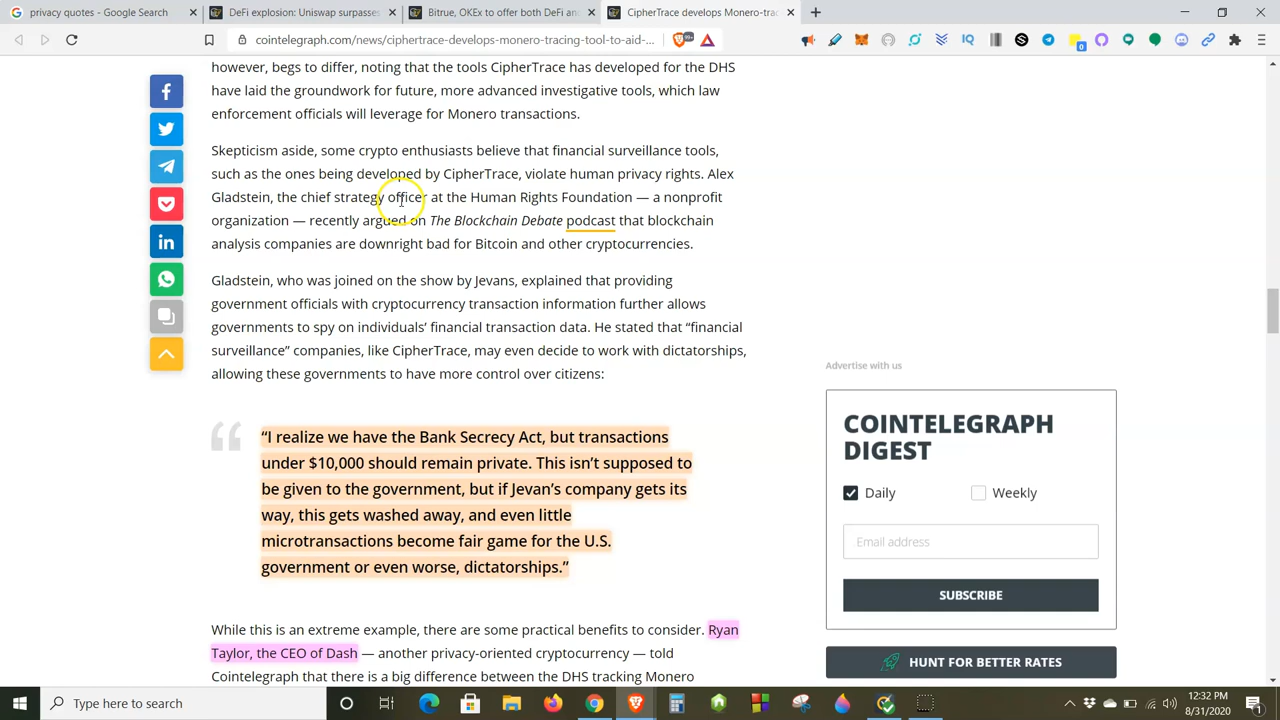 privacy quotes - Google Search
DeFi explosion: Uniswap surpasses
Bitrue, OKEx to offer both DeFi and
CipherTrace develops Monero-trac
cointelegraph.com/news/ciphertrace-develops-monero-tracing-tool-to-aid-...
99+
IQ
0
however, begs to differ, noting that the tools CipherTrace has developed for the DHS
have laid the groundwork for future, more advanced investigative tools, which law
enforcement officials will leverage for Monero transactions.
Skepticism aside, some crypto enthusiasts believe that financial surveillance tools,
such as the ones being developed by CipherTrace, violate human privacy rights. Alex
Gladstein, the chief strategy officer at the Human Rights Foundation — a nonprofit
organization — recently argued on The Blockchain Debate podcast that blockchain
analysis companies are downright bad for Bitcoin and other cryptocurrencies.
Gladstein, who was joined on the show by Jevans, explained that providing
government officials with cryptocurrency transaction information further allows
governments to spy on individuals’ financial transaction data. He stated that “financial
surveillance” companies, like CipherTrace, may even decide to work with dictatorships,
allowing these governments to have more control over citizens:
“I realize we have the Bank Secrecy Act, but transactions
under $10,000 should remain private. This isn’t supposed to
be given to the government, but if Jevan’s company gets its
way, this gets washed away, and even little
microtransactions become fair game for the U.S.
government or even worse, dictatorships.”
While this is an extreme example, there are some practical benefits to consider. Ryan
Taylor, the CEO of Dash — another privacy-oriented cryptocurrency — told
Cointelegraph that there is a big difference between the DHS tracking Monero
Advertise with us
COINTELEGRAPH
DIGEST
Daily
Weekly
Email address
SUBSCRIBE
HUNT FOR BETTER RATES
Type here to search
12:32 PM
8/31/2020
1